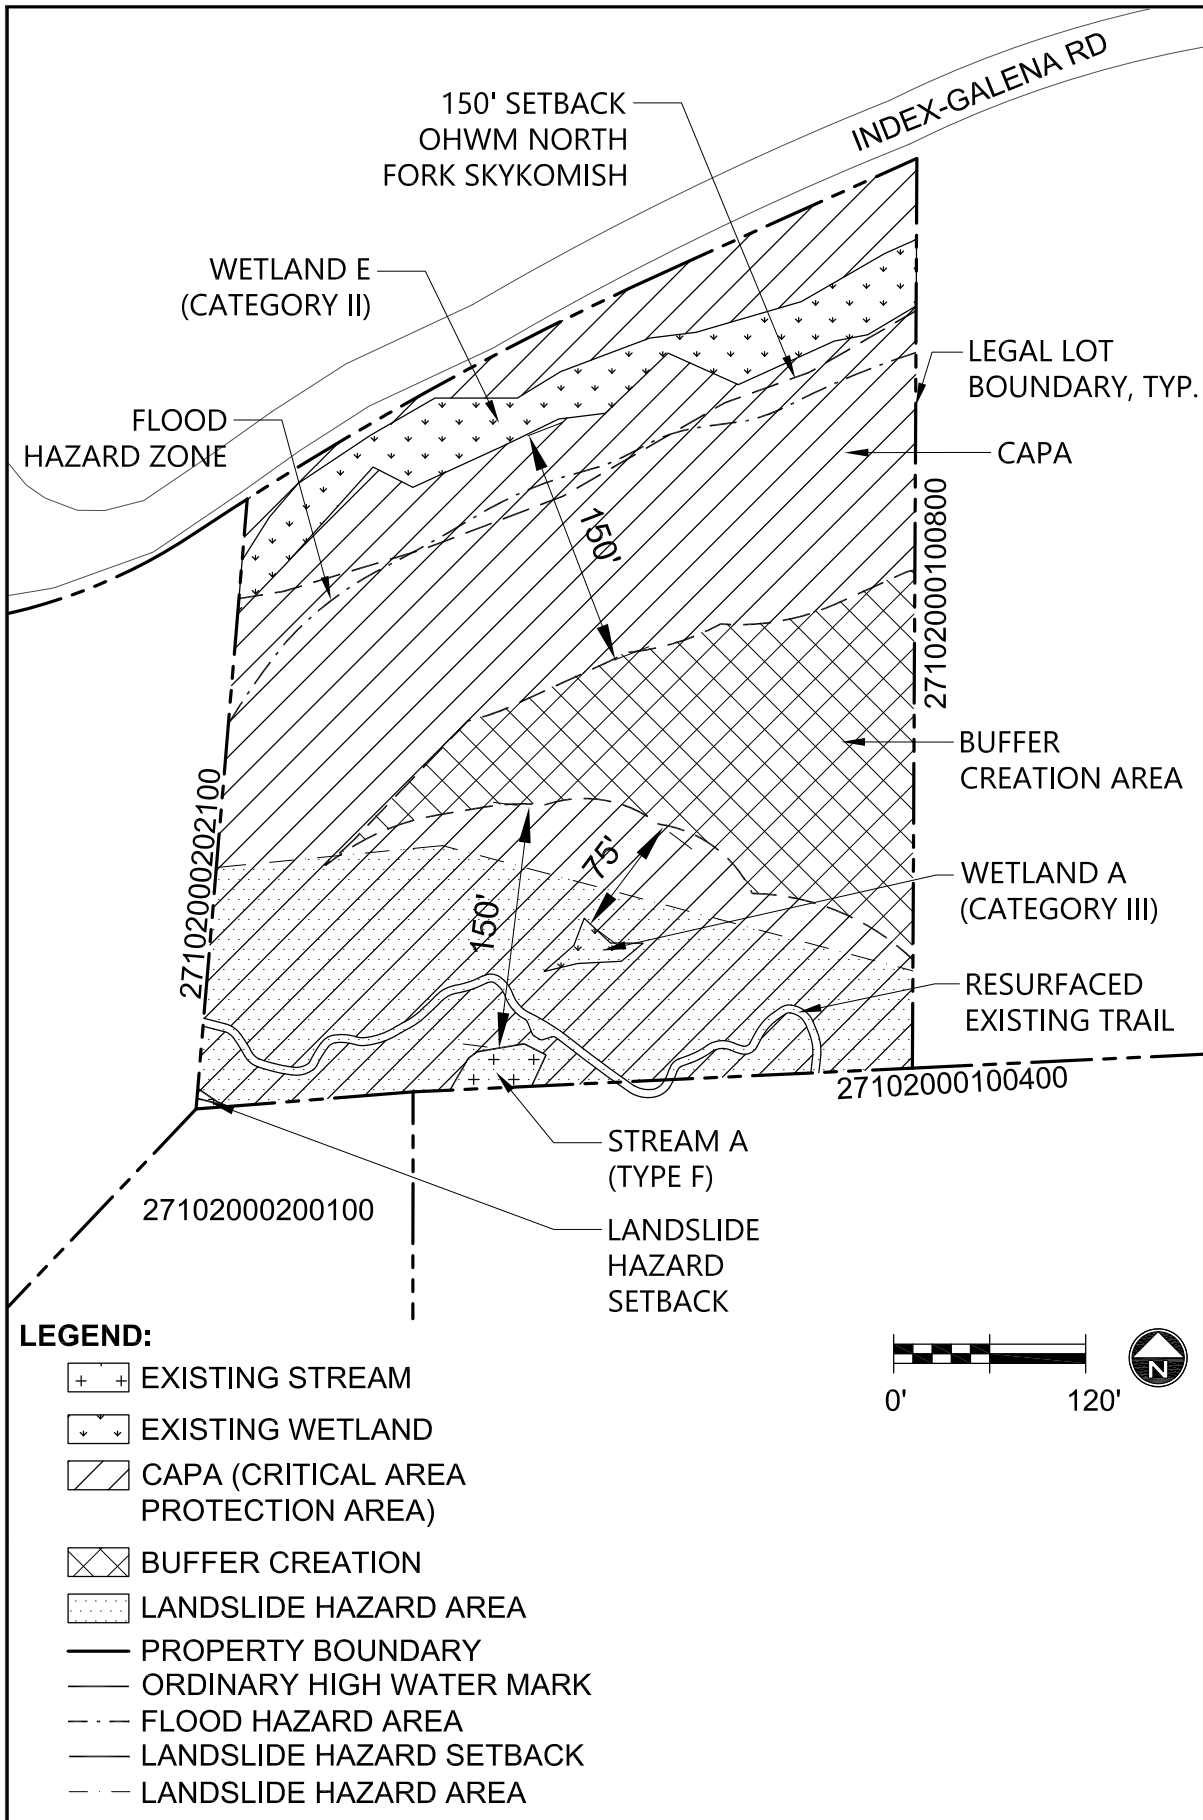 INDEX-GALENA RD
150' SETBACK
OHWM NORTH
FORK SKYKOMISH
WETLAND E
(CATEGORY II)
LEGAL LOT
BOUNDARY, TYP.
FLOOD
HAZARD ZONE
CAPA
150'
27102000100800
BUFFER
CREATION AREA
27102000202100
75'
WETLAND A
(CATEGORY III)
150'
RESURFACED
EXISTING TRAIL
27102000100400
STREAM A
(TYPE F)
27102000200100
LANDSLIDE
HAZARD
SETBACK
LEGEND:
EXISTING STREAM
EXISTING WETLAND
CAPA (CRITICAL AREA
PROTECTION AREA)
BUFFER CREATION
LANDSLIDE HAZARD AREA
PROPERTY BOUNDARY
ORDINARY HIGH WATER MARK
FLOOD HAZARD AREA
LANDSLIDE HAZARD SETBACK
LANDSLIDE HAZARD AREA
0' 120'
N